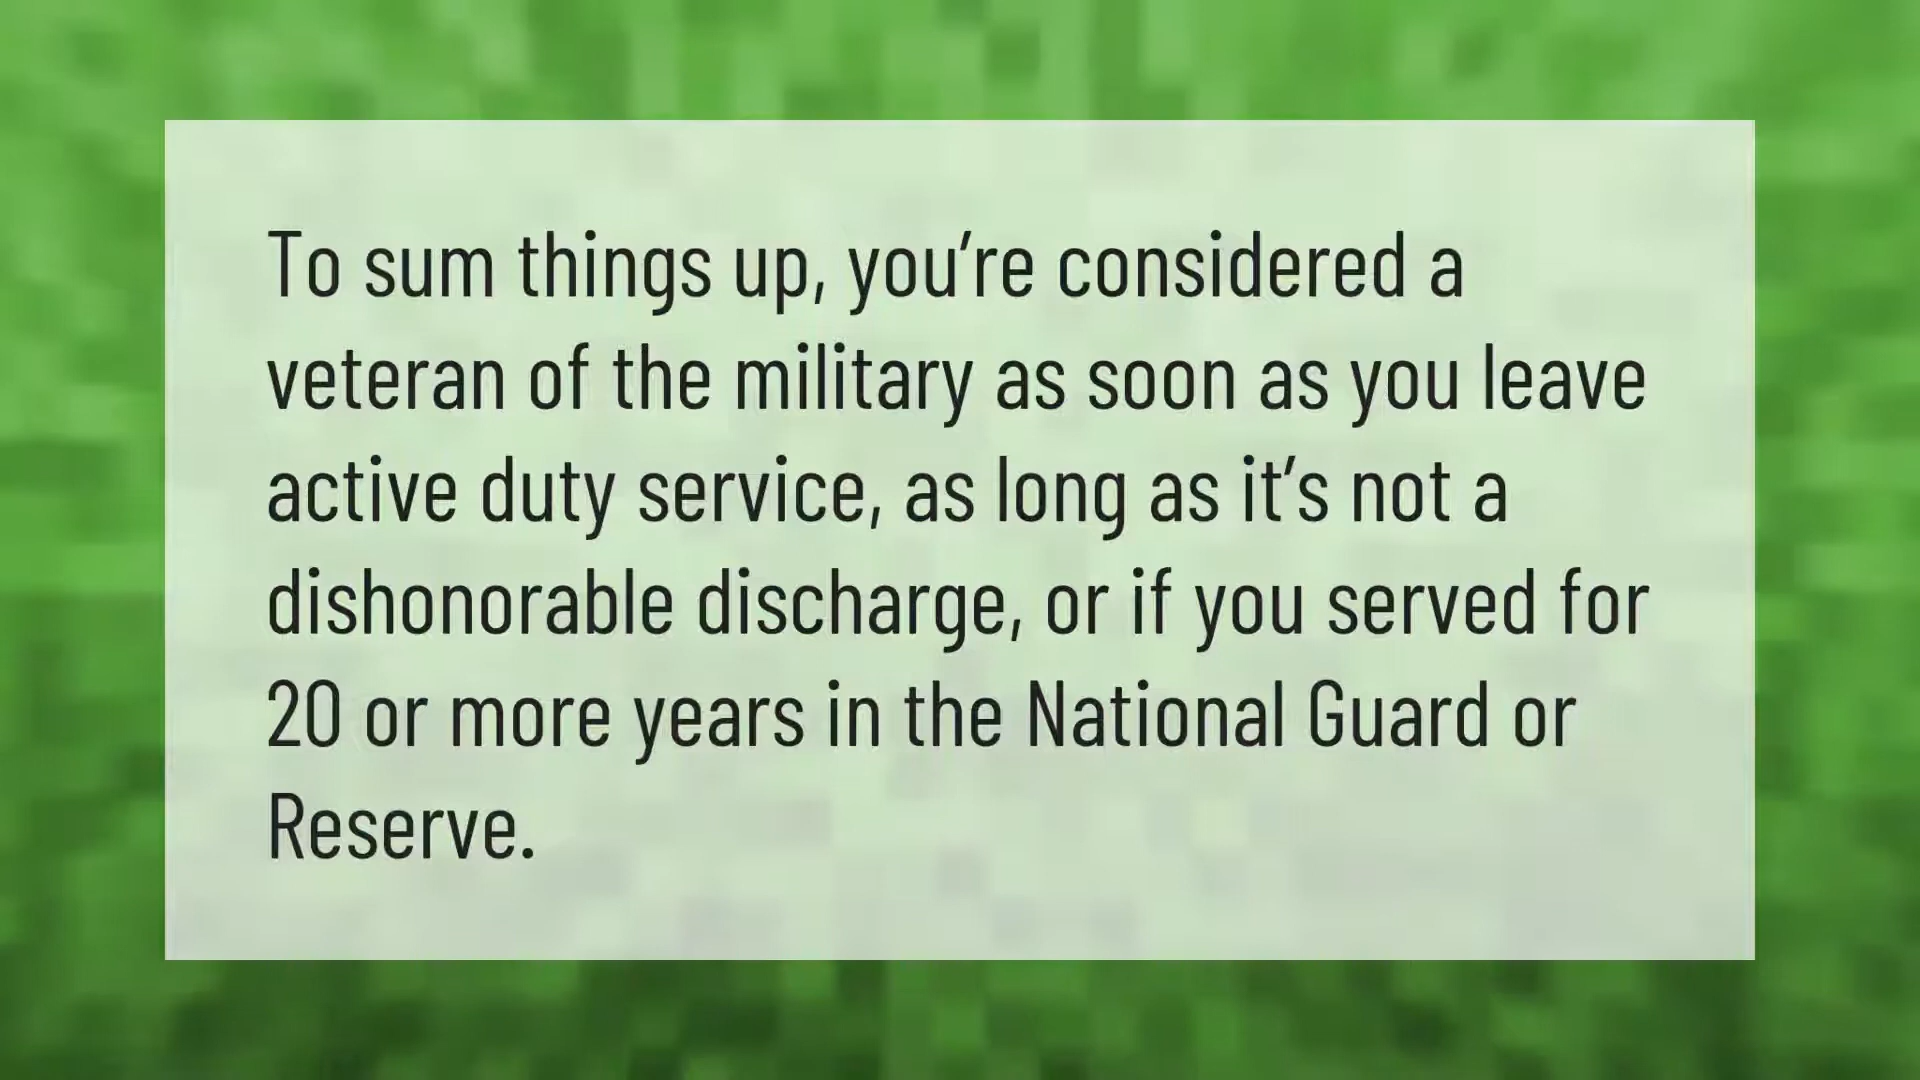 To sum things up, you’re considered a
veteran of the military as soon as you leave
active duty service, as long as it’s not a
dishonorable discharge, or if you served for
20 or more years in the National Guard or
Reserve.